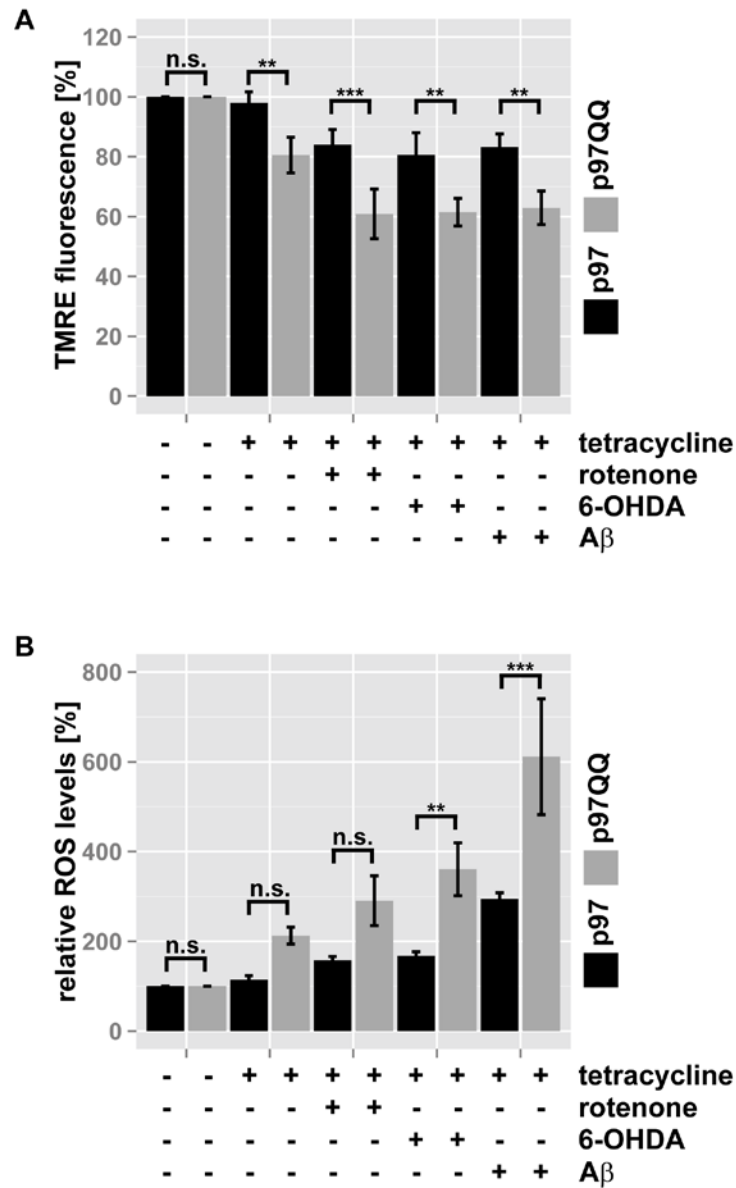 A
TMRE fluorescence [%]
120
100
80
60
40
20
0
n.s.
**
***
**
**
p97 p97QQ
- - + + + + + + + + tetracycline
- - - - + + - - - - rotenone
- - - - - - + + - - 6-OHDA
- - - - - - - - + + Aβ
B
relative ROS levels [%]
800
600
400
200
0
n.s.
n.s.
n.s.
**
***
p97 p97QQ
- - + + + + + + + + tetracycline
- - - - + + - - - - rotenone
- - - - - - + + - - 6-OHDA
- - - - - - - - + + Aβ